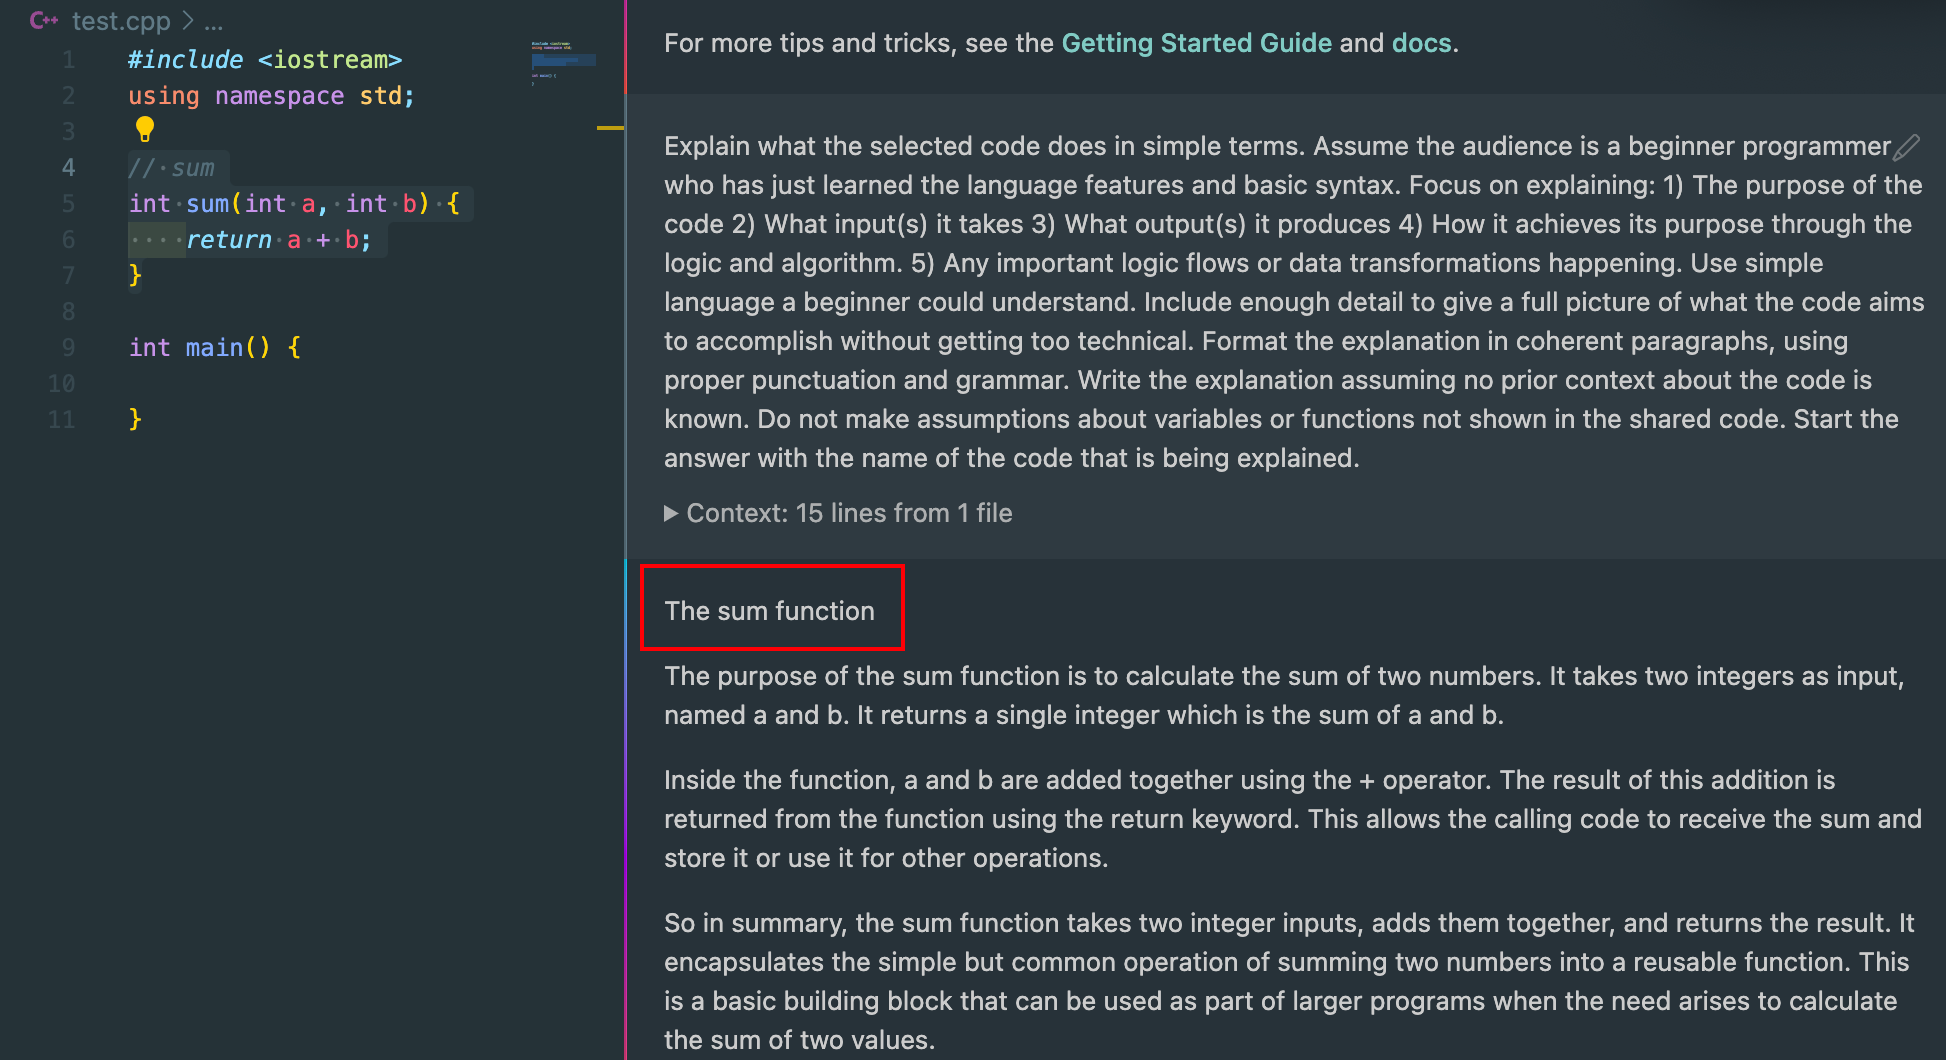 C++ test.cpp > ...
1 #include <iostream>
2 using namespace std;
3
4 // sum
5 int sum(int a, int b) {
6 return a + b;
7 }
8
9 int main() {
10
11 }
For more tips and tricks, see the Getting Started Guide and docs.
Explain what the selected code does in simple terms. Assume the audience is a beginner programmer
who has just learned the language features and basic syntax. Focus on explaining: 1) The purpose of the
code 2) What input(s) it takes 3) What output(s) it produces 4) How it achieves its purpose through the
logic and algorithm. 5) Any important logic flows or data transformations happening. Use simple
language a beginner could understand. Include enough detail to give a full picture of what the code aims
to accomplish without getting too technical. Format the explanation in coherent paragraphs, using
proper punctuation and grammar. Write the explanation assuming no prior context about the code is
known. Do not make assumptions about variables or functions not shown in the shared code. Start the
answer with the name of the code that is being explained.
Context: 15 lines from 1 file
The sum function
The purpose of the sum function is to calculate the sum of two numbers. It takes two integers as input,
named a and b. It returns a single integer which is the sum of a and b.
Inside the function, a and b are added together using the + operator. The result of this addition is
returned from the function using the return keyword. This allows the calling code to receive the sum and
store it or use it for other operations.
So in summary, the sum function takes two integer inputs, adds them together, and returns the result. It
encapsulates the simple but common operation of summing two numbers into a reusable function. This
is a basic building block that can be used as part of larger programs when the need arises to calculate
the sum of two values.